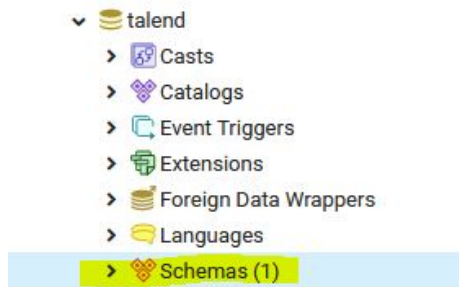 talend
Casts
Catalogs
Event Triggers
Extensions
Foreign Data Wrappers
Languages
Schemas (1)